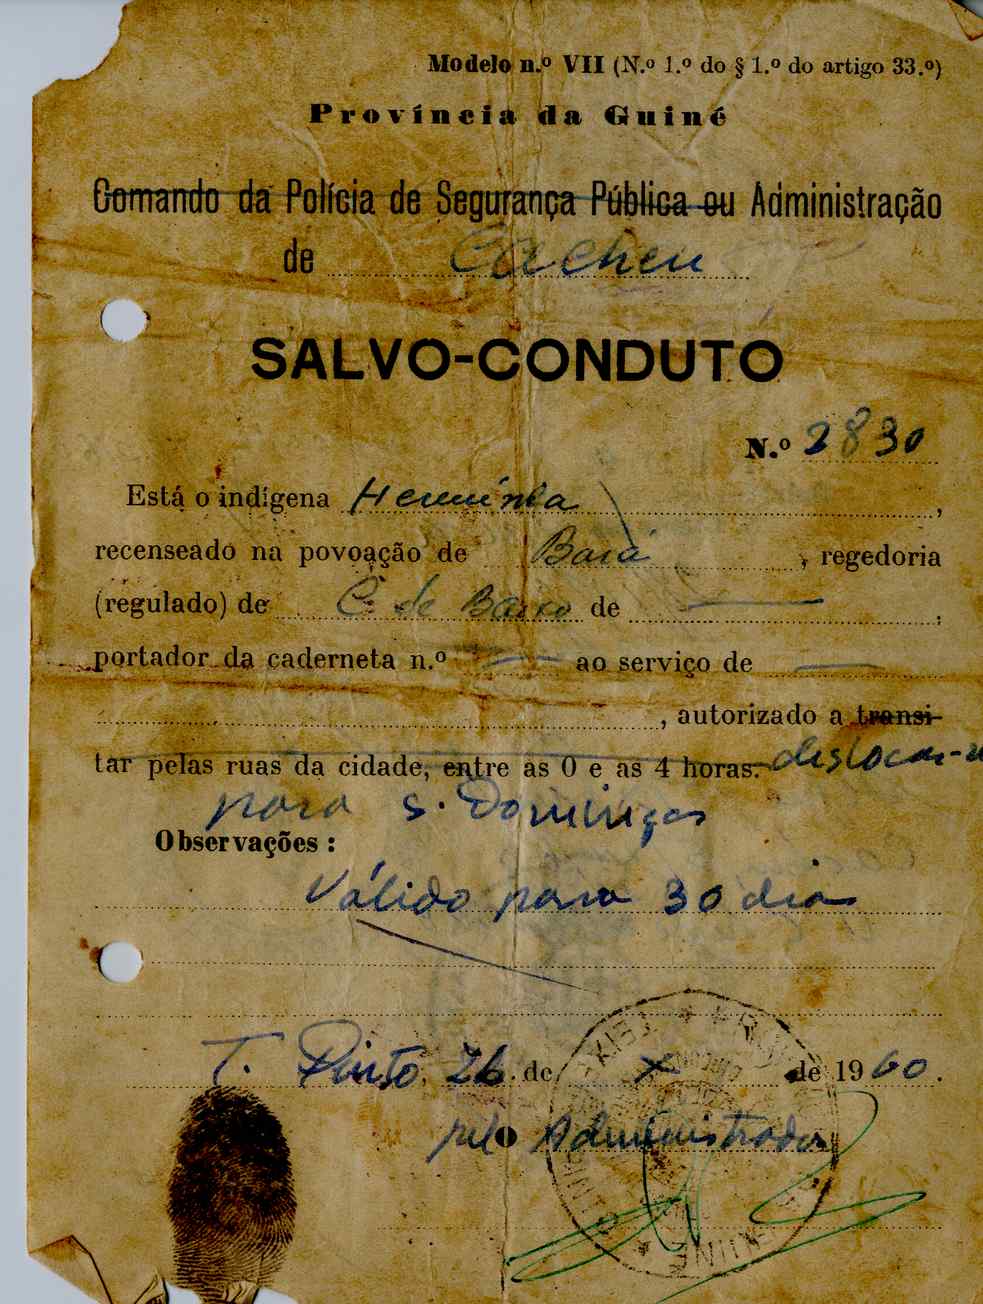 Modelo n.º VII (N.º 1.º do § 1.º do artigo 33.º)
Província da Guiné
Comando da Polícia de Segurança Pública ou Administração
de Cacheu
SALVO-CONDUTO
N.º 2830
Está o indígena Hermínia,
recenseado na povoação de Bará, regedoria
(regulado) de C de Baixo de
portador da caderneta n.º ao serviço de
, autorizado a transi-
tar pelas ruas da cidade, entre as 0 e as 4 horas. deslocar-se
para S. Domingos
Observações:
Válido para 30 dias
T. Pinto, 26 de X de 1960.
pelo Administrador